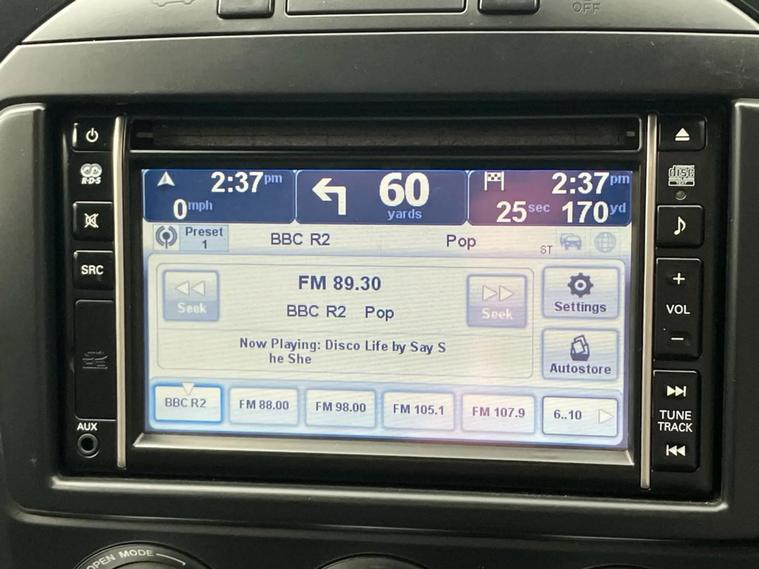 OFF
2:37pm
0mph
60
yards
2:37pm
25sec 170yd
R·D·S
TEXT
Preset
1
BBC R2
Pop
ST
FM 89.30
Seek
BBC R2 Pop
Seek
Settings
Now Playing: Disco Life by Say S
he She
Autostore
BBC R2
FM 88.00
FM 98.00
FM 105.1
FM 107.9
6..10
SRC
AUX
+
VOL
−
TUNE
TRACK
OPEN MODE